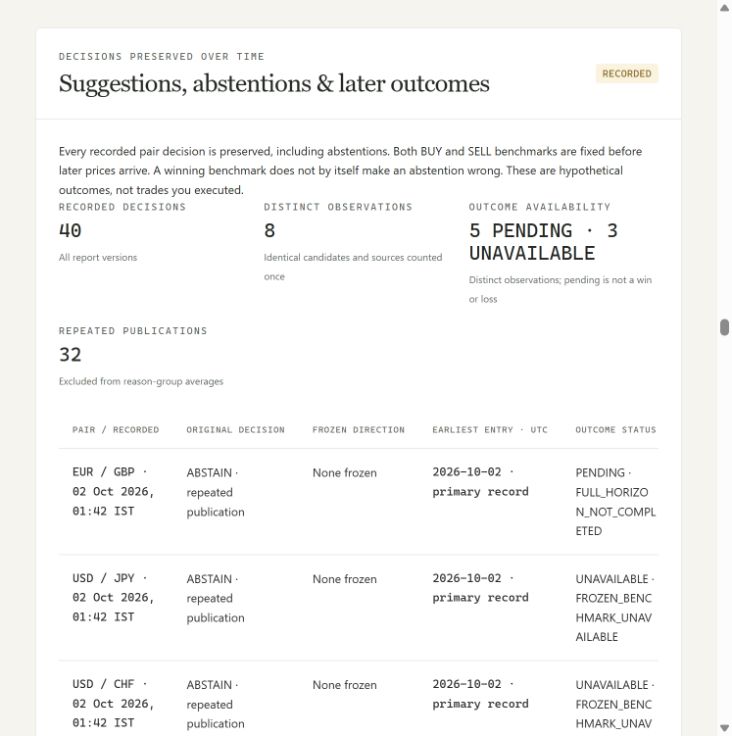 DECISIONS PRESERVED OVER TIME
Suggestions, abstentions & later outcomes
RECORDED
Every recorded pair decision is preserved, including abstentions. Both BUY and SELL benchmarks are fixed before
later prices arrive. A winning benchmark does not by itself make an abstention wrong. These are hypothetical
outcomes, not trades you executed.
RECORDED DECISIONS
40
All report versions
DISTINCT OBSERVATIONS
8
Identical candidates and sources counted
once
OUTCOME AVAILABILITY
5 PENDING · 3
UNAVAILABLE
Distinct observations; pending is not a win
or loss
REPEATED PUBLICATIONS
32
Excluded from reason-group averages
PAIR / RECORDED
ORIGINAL DECISION
FROZEN DIRECTION
EARLIEST ENTRY · UTC
OUTCOME STATUS
EUR / GBP ·
02 Oct 2026,
01:42 IST
ABSTAIN ·
repeated
publication
None frozen
2026-10-02 ·
primary record
PENDING ·
FULL_HORIZO
N_NOT_COMPL
ETED
USD / JPY ·
02 Oct 2026,
01:42 IST
ABSTAIN ·
repeated
publication
None frozen
2026-10-02 ·
primary record
UNAVAILABLE ·
FROZEN_BENC
HMARK_UNAV
AILABLE
USD / CHF ·
02 Oct 2026,
01:42 IST
ABSTAIN ·
repeated
publication
None frozen
2026-10-02 ·
primary record
UNAVAILABLE ·
FROZEN_BENC
HMARK_UNAV